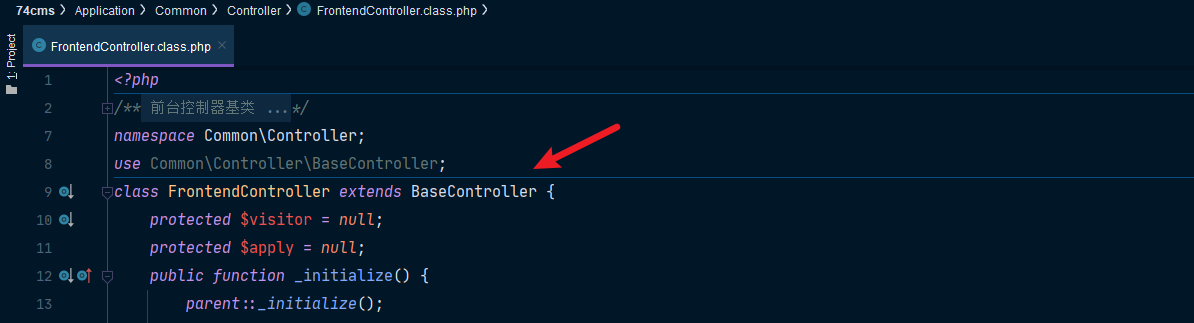 74cms > Application > Common > Controller > FrontendController.class.php >
FrontendController.class.php ×
1: Project
1 <?php
2 /** 前台控制器基类 ...*/
7 namespace Common\Controller;
8 use Common\Controller\BaseController;
9 class FrontendController extends BaseController {
10 protected $visitor = null;
11 protected $apply = null;
12 public function _initialize() {
13 parent::_initialize();